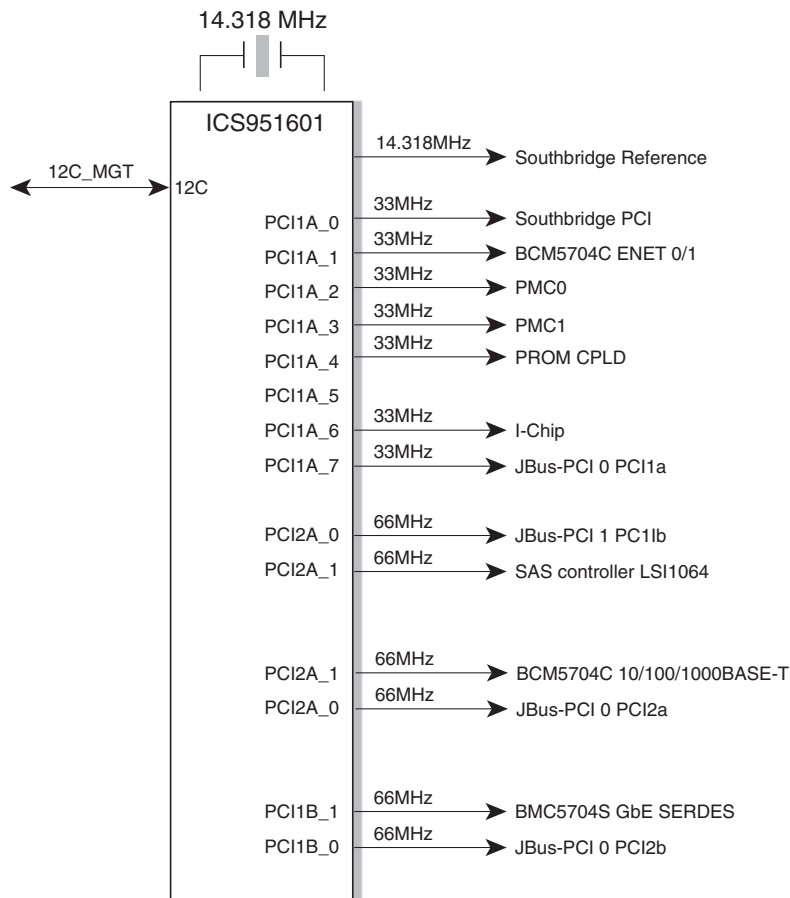 14.318 MHz
ICS951601
14.318MHz Southbridge Reference
12C_MGT
12C
PCI1A_0 33MHz Southbridge PCI
PCI1A_1 33MHz BCM5704C ENET 0/1
PCI1A_2 33MHz PMC0
PCI1A_3 33MHz PMC1
PCI1A_4 33MHz PROM CPLD
PCI1A_5
PCI1A_6 33MHz I-Chip
PCI1A_7 33MHz JBus-PCI 0 PCI1a
PCI2A_0 66MHz JBus-PCI 1 PC1Ib
PCI2A_1 66MHz SAS controller LSI1064
PCI2A_1 66MHz BCM5704C 10/100/1000BASE-T
PCI2A_0 66MHz JBus-PCI 0 PCI2a
PCI1B_1 66MHz BMC5704S GbE SERDES
PCI1B_0 66MHz JBus-PCI 0 PCI2b